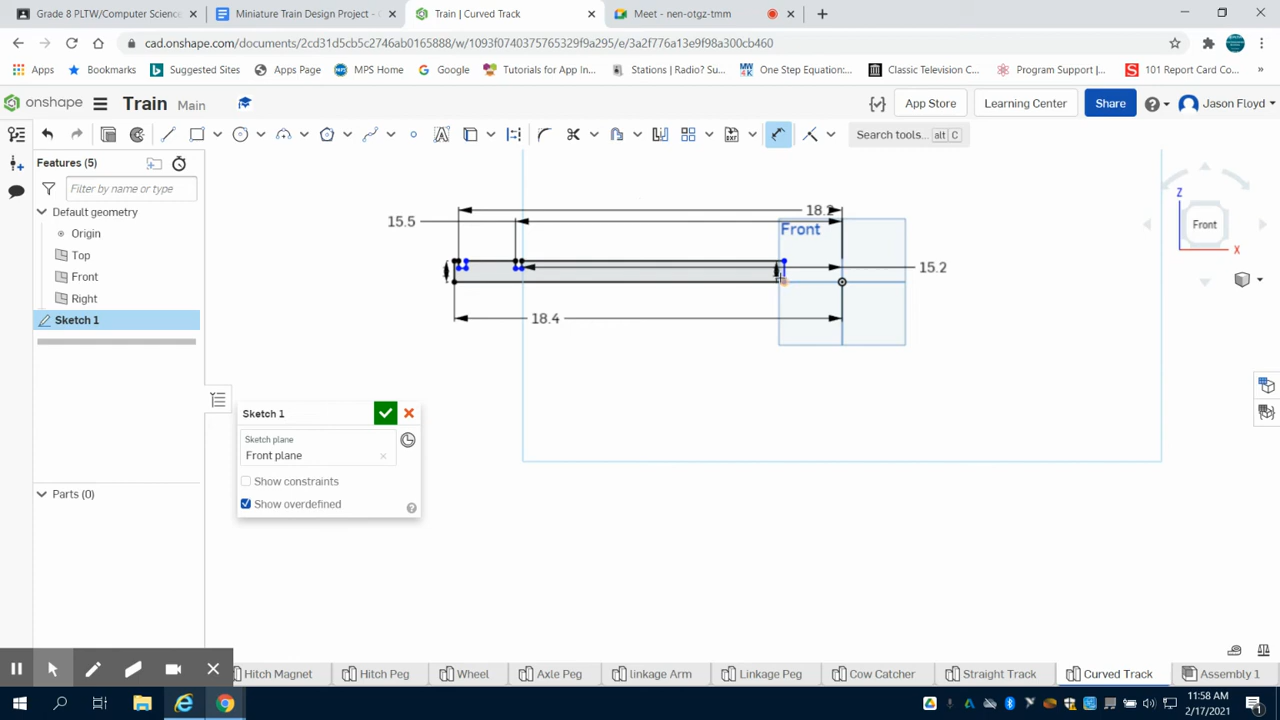 Grade 8 PLTW/Computer Science
Miniature Train Design Project -
Train | Curved Track
Meet - nen-otgz-tmm
cad.onshape.com/documents/2cd31d5cb5c2746ab0165888/w/1093f0740375765329f9a295/e/3a2f776a13e9f98a300cb460
Apps
Bookmarks
Suggested Sites
Apps Page
MPS Home
Google
Tutorials for App In...
Stations | Radio? Su...
One Step Equation:...
Classic Television C...
Program Support |...
101 Report Card Co...
»
onshape
Train
Main
App Store
Learning Center
Share
Jason Floyd
Search tools...
alt C
Features (5)
Filter by name or type
Default geometry
Origin
Top
Front
Right
Sketch 1
Parts (0)
Sketch 1
Sketch plane
Front plane
Show constraints
Show overdefined
18.2
15.5
Front
15.2
18.4
Z
Front
X
Hitch Magnet
Hitch Peg
Wheel
Axle Peg
linkage Arm
Linkage Peg
Cow Catcher
Straight Track
Curved Track
Assembly 1
11:58 AM
2/17/2021